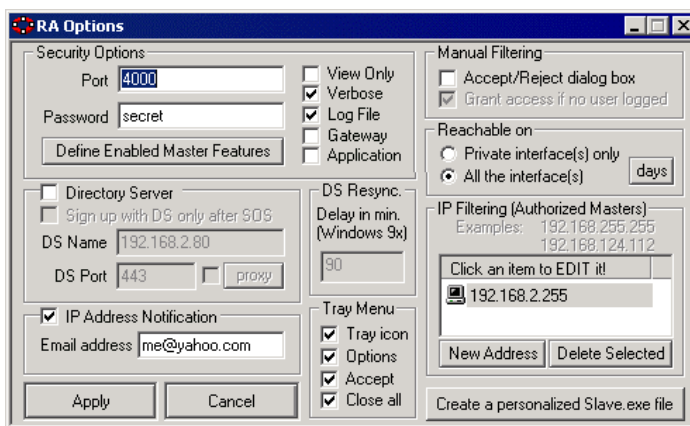 RA Options
Security Options
Port 4000
Password secret
Define Enabled Master Features
View Only
Verbose
Log File
Gateway
Application
Manual Filtering
Accept/Reject dialog box
Grant access if no user logged
Reachable on
Private interface(s) only
All the interface(s)
days
Directory Server
Sign up with DS only after SOS
DS Name 192.168.2.80
DS Port 443 proxy
DS Resync.
Delay in min.
(Windows 9x)
90
IP Filtering (Authorized Masters)
Examples: 192.168.255.255
192.168.124.112
Click an item to EDIT it!
192.168.2.255
New Address Delete Selected
IP Address Notification
Email address me@yahoo.com
Tray Menu
Tray icon
Options
Accept
Close all
Apply Cancel
Create a personalized Slave.exe file